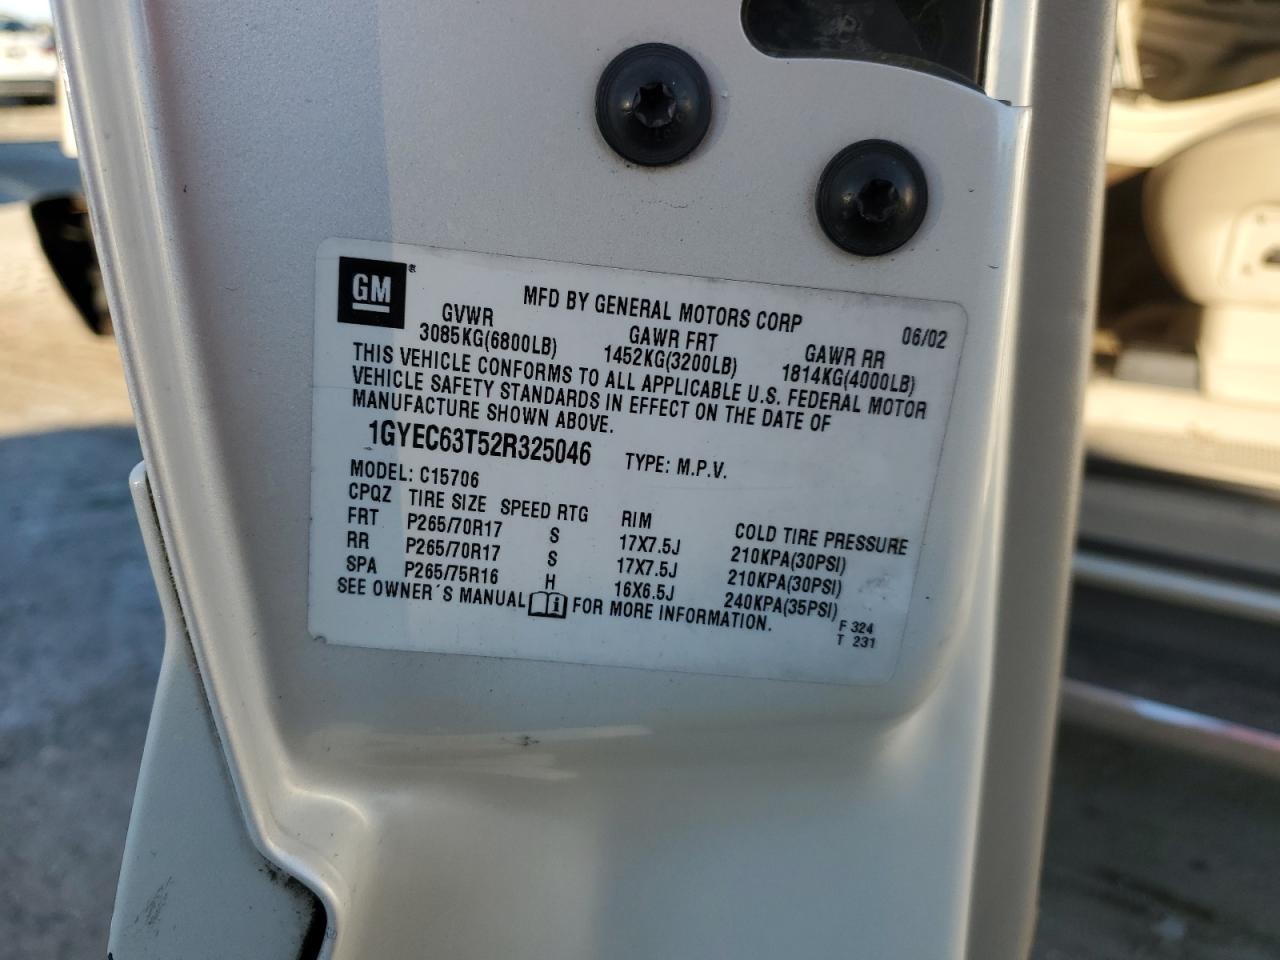 GM®
MFD BY GENERAL MOTORS CORP 06/02
GVWR GAWR FRT GAWR RR
3085KG(6800LB) 1452KG(3200LB) 1814KG(4000LB)
THIS VEHICLE CONFORMS TO ALL APPLICABLE U.S. FEDERAL MOTOR
VEHICLE SAFETY STANDARDS IN EFFECT ON THE DATE OF
MANUFACTURE SHOWN ABOVE.
1GYEC63T52R325046 TYPE: M.P.V.
MODEL: C15706
CPQZ TIRE SIZE SPEED RTG RIM COLD TIRE PRESSURE
FRT P265/70R17 S 17X7.5J 210KPA(30PSI)
RR P265/70R17 S 17X7.5J 210KPA(30PSI)
SPA P265/75R16 H 16X6.5J 240KPA(35PSI)
SEE OWNER´S MANUAL i FOR MORE INFORMATION.
F 324
T 231